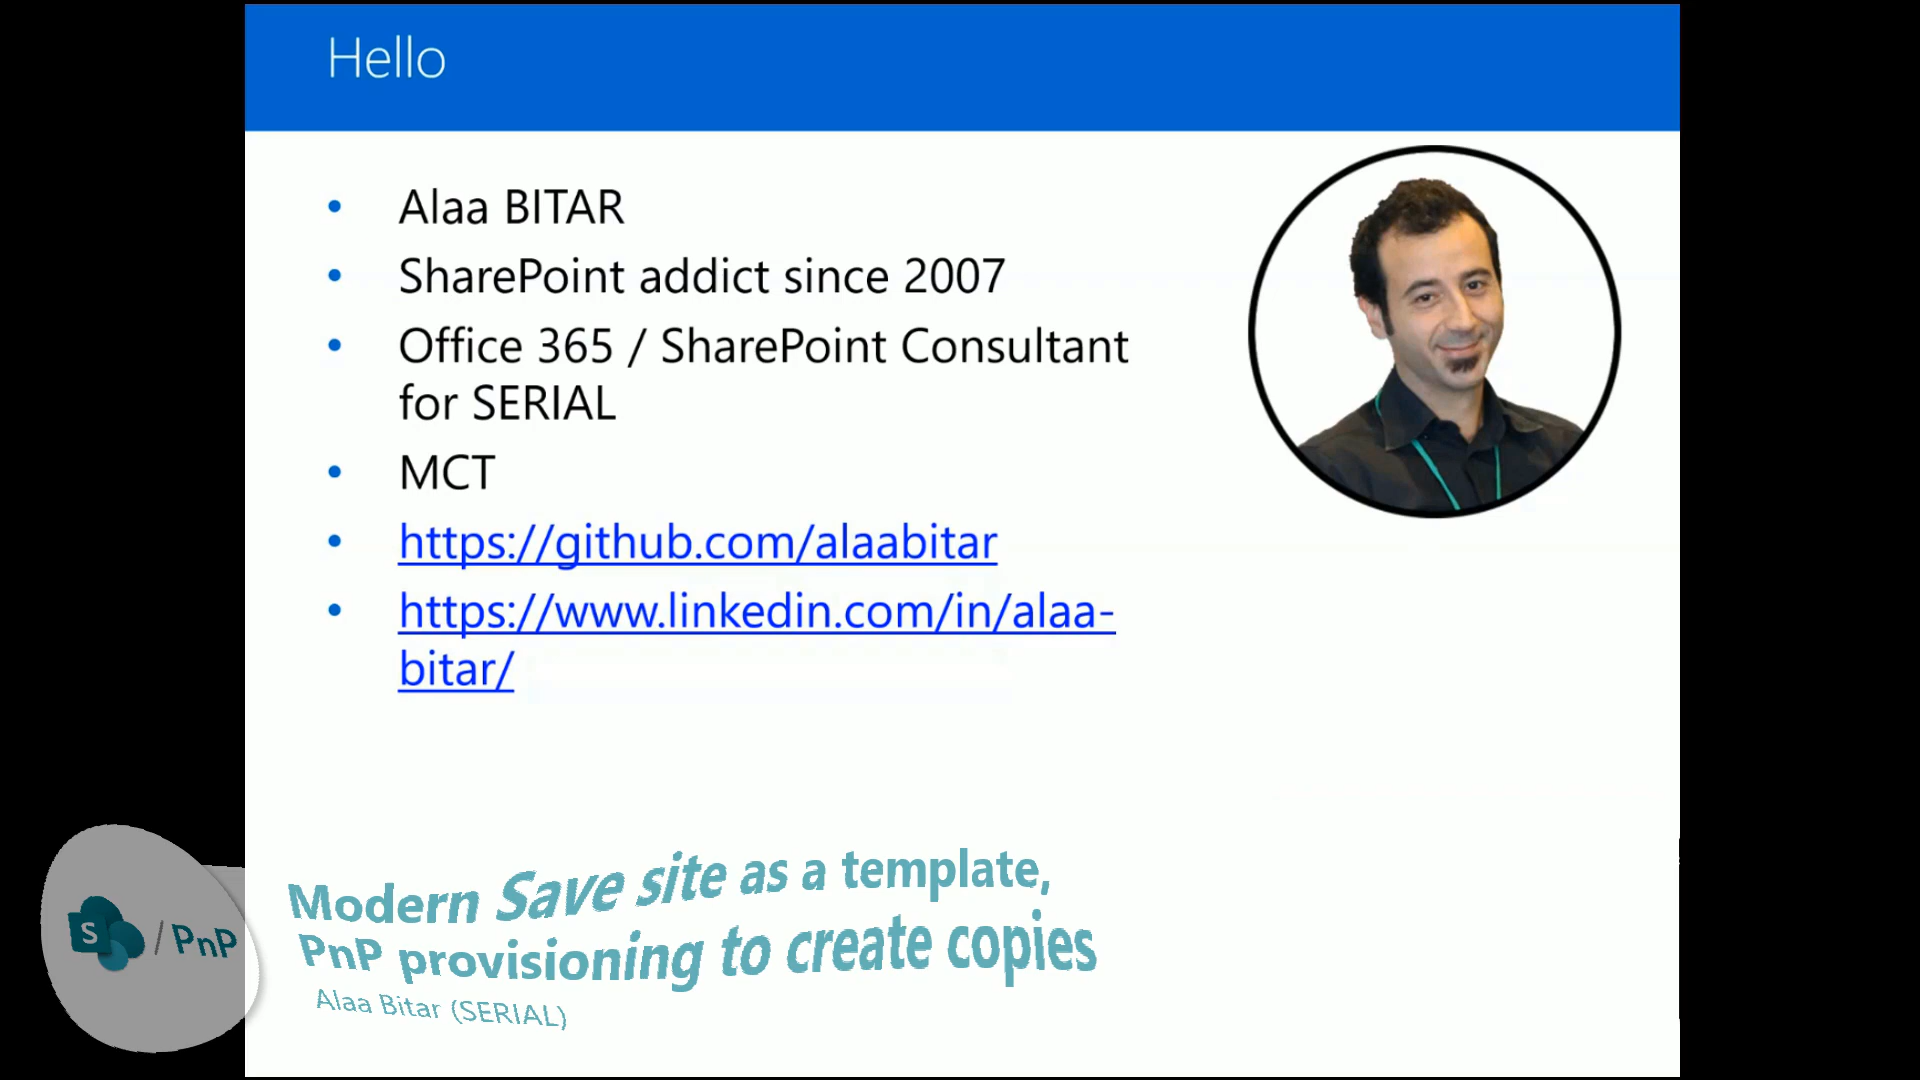 Hello
Alaa BITAR
SharePoint addict since 2007
Office 365 / SharePoint Consultant
for SERIAL
MCT
https://github.com/alaabitar
https://www.linkedin.com/in/alaa-
bitar/
S / PnP
Modern Save site as a template,
PnP provisioning to create copies
Alaa Bitar (SERIAL)